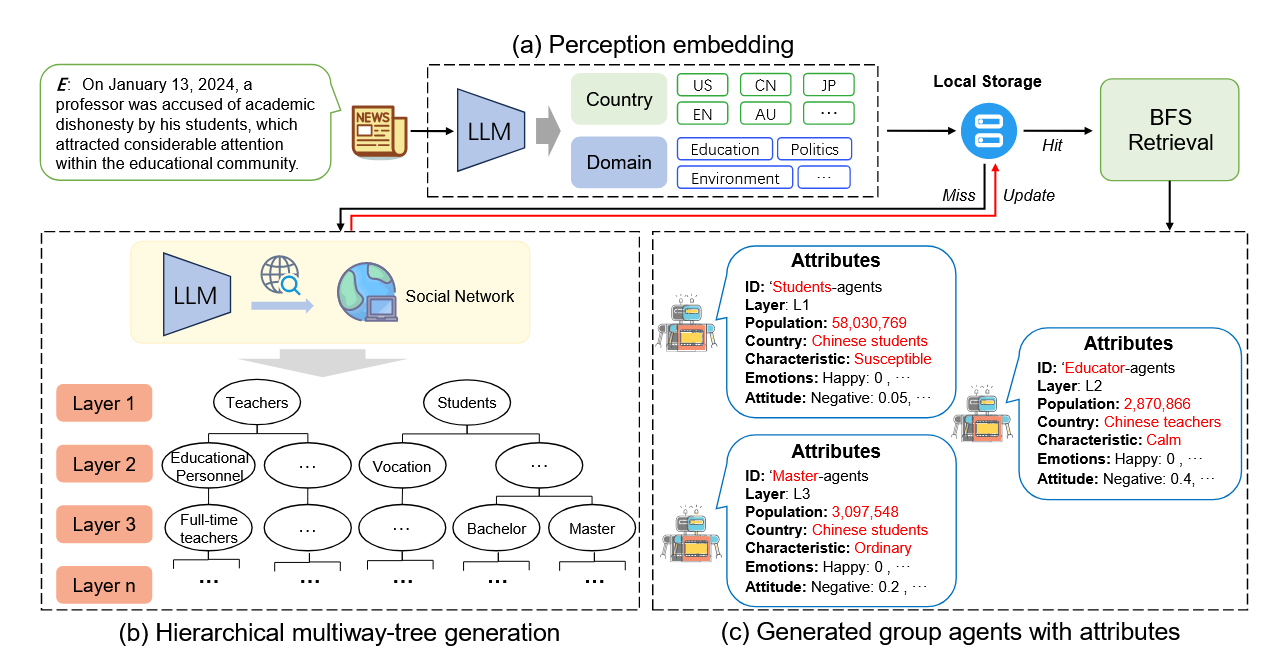 (a) Perception embedding
E: On January 13, 2024, a
professor was accused of academic
dishonesty by his students, which
attracted considerable attention
within the educational community.
NEWS
LLM
Country
US
CN
JP
EN
AU
...
Domain
Education
Politics
Environment
...
Local Storage
Hit
BFS
Retrieval
Miss
Update
LLM
Social Network
Layer 1
Teachers
Students
Layer 2
Educational
Personnel
...
Vocation
...
Layer 3
Full-time
teachers
...
...
Bachelor
Master
Layer n
...
...
...
...
...
(b) Hierarchical multiway-tree generation
Attributes
ID: ‘Students-agents
Layer: L1
Population: 58,030,769
Country: Chinese students
Characteristic: Susceptible
Emotions: Happy: 0 , ...
Attitude: Negative: 0.05, ...
Attributes
ID: ‘Educator-agents
Layer: L2
Population: 2,870,866
Country: Chinese teachers
Characteristic: Calm
Emotions: Happy: 0 , ...
Attitude: Negative: 0.4, ...
Attributes
ID: ‘Master-agents
Layer: L3
Population: 3,097,548
Country: Chinese students
Characteristic: Ordinary
Emotions: Happy: 0 , ...
Attitude: Negative: 0.2 , ...
(c) Generated group agents with attributes